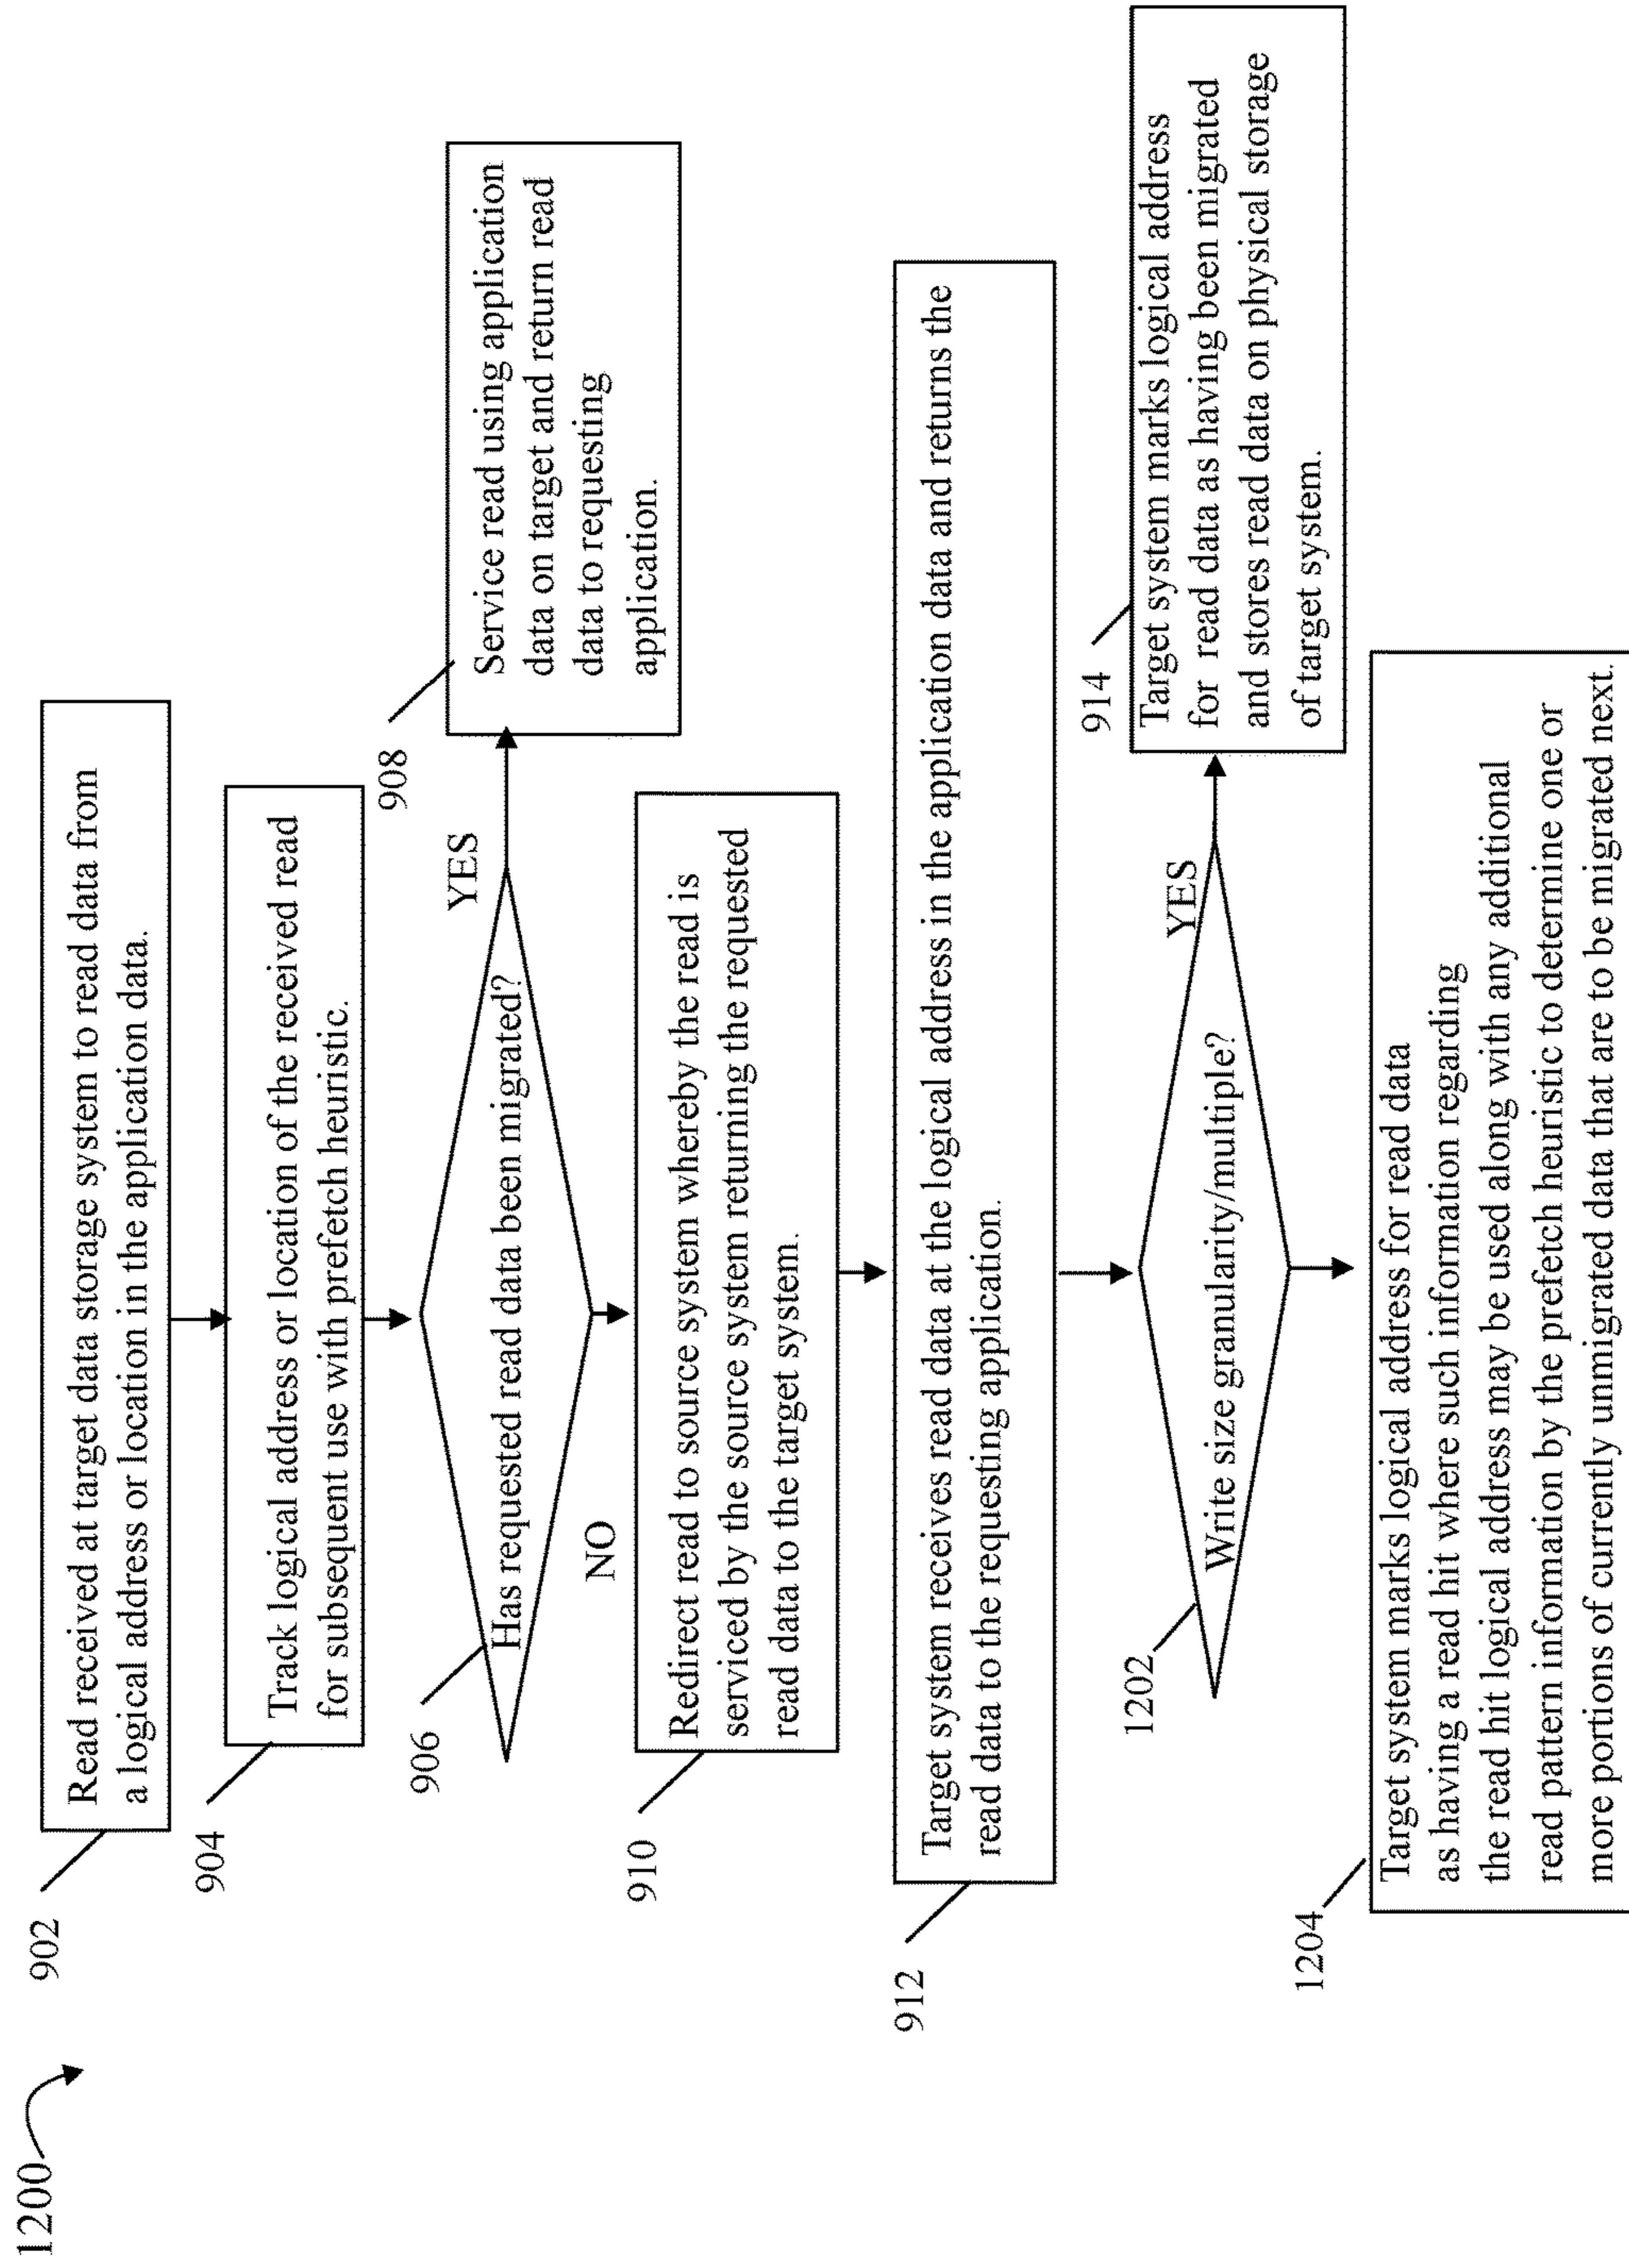 1200
902
Read received at target data storage system to read data from
a logical address or location in the application data.
904
Track logical address or location of the received read
for subsequent use with prefetch heuristic.
906
Has requested read data been migrated?
YES
908
Service read using application
data on target and return read
data to requesting
application.
NO
910
Redirect read to source system whereby the read is
serviced by the source system returning the requested
read data to the target system.
912
Target system receives read data at the logical address in the application data and returns the
read data to the requesting application.
1202
Write size granularity/multiple?
YES
914
Target system marks logical address
for read data as having been migrated
and stores read data on physical storage
of target system.
1204
Target system marks logical address for read data
as having a read hit where such information regarding
the read hit logical address may be used along with any additional
read pattern information by the prefetch heuristic to determine one or
more portions of currently unmigrated data that are to be migrated next.